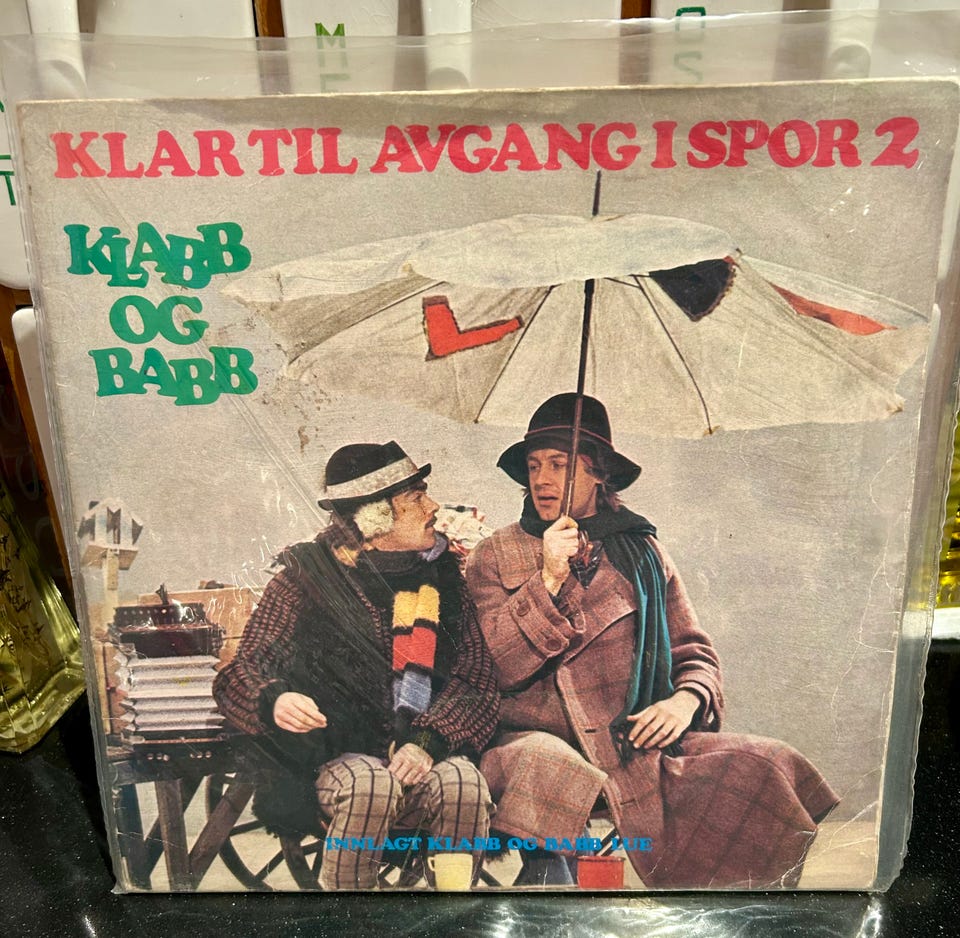 KLAR TIL AVGANG I SPOR 2
KLABB
OG
BABB
INNLAGT KLABB OG BABB LUE